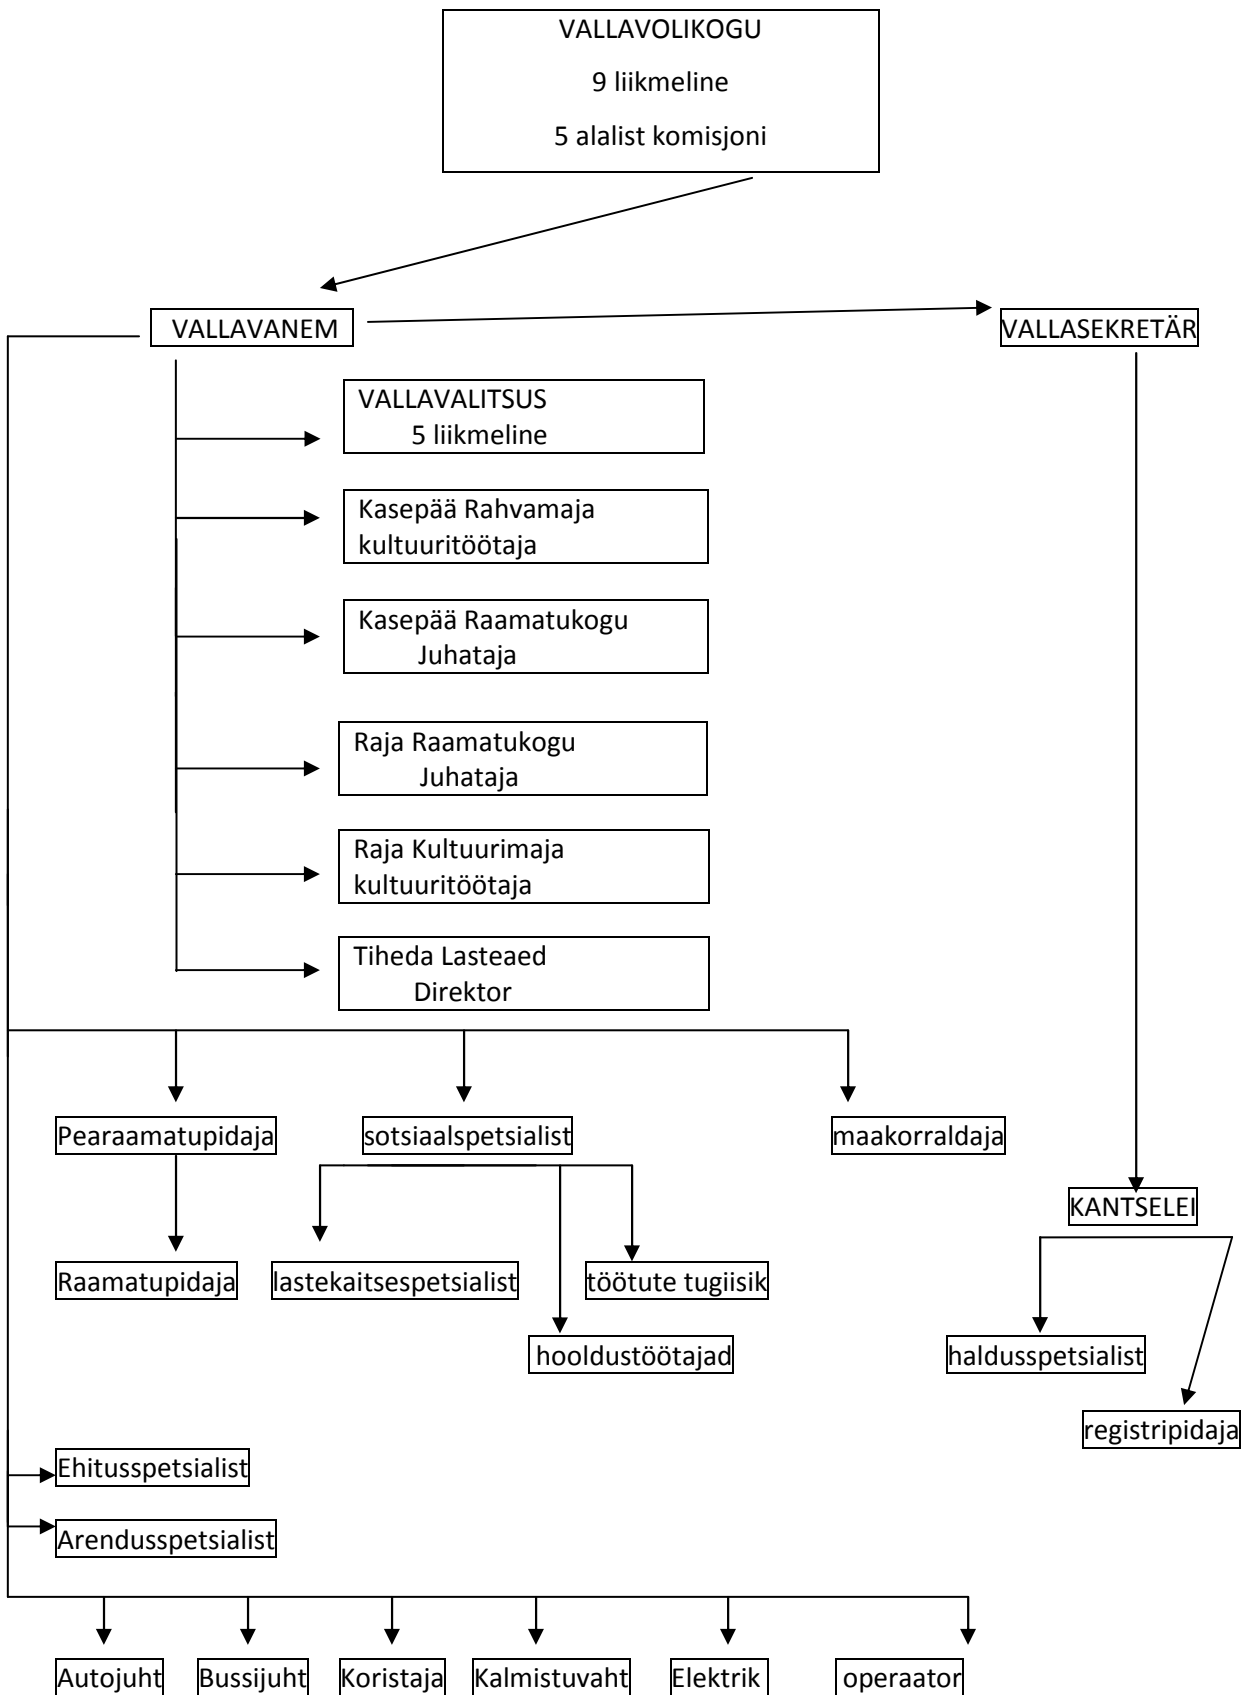 VALLAVOLIKOGU
9 liikmeline
5 alalist komisjoni
VALLAVANEM
VALLASEKRETÄR
VALLAVALITSUS
5 liikmeline
Kasepää Rahvamaja
kultuuritöötaja
Kasepää Raamatukogu
Juhataja
Raja Raamatukogu
Juhataja
Raja Kultuurimaja
kultuuritöötaja
Tiheda Lasteaed
Direktor
Pearaamatupidaja
sotsiaalspetsialist
maakorraldaja
KANTSELEI
Raamatupidaja
lastekaitsespetsialist
töötute tugiisik
hooldustöötajad
haldusspetsialist
registripidaja
Ehitusspetsialist
Arendusspetsialist
Autojuht
Bussijuht
Koristaja
Kalmistuvaht
Elektrik
operaator